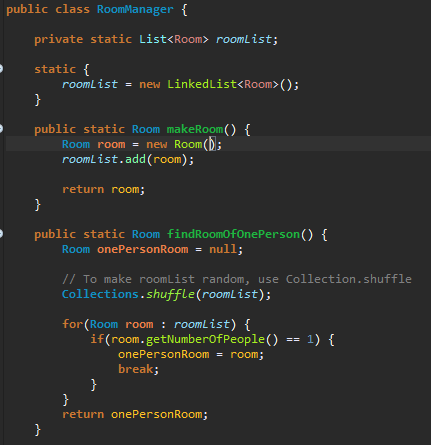 public class RoomManager {
private static List<Room> roomList;
static {
roomList = new LinkedList<Room>();
}
public static Room makeRoom() {
Room room = new Room();
roomList.add(room);
return room;
}
public static Room findRoomOfOnePerson() {
Room onePersonRoom = null;
// To make roomList random, use Collection.shuffle
Collections.shuffle(roomList);
for(Room room : roomList) {
if(room.getNumberOfPeople() == 1) {
onePersonRoom = room;
break;
}
}
return onePersonRoom;
}